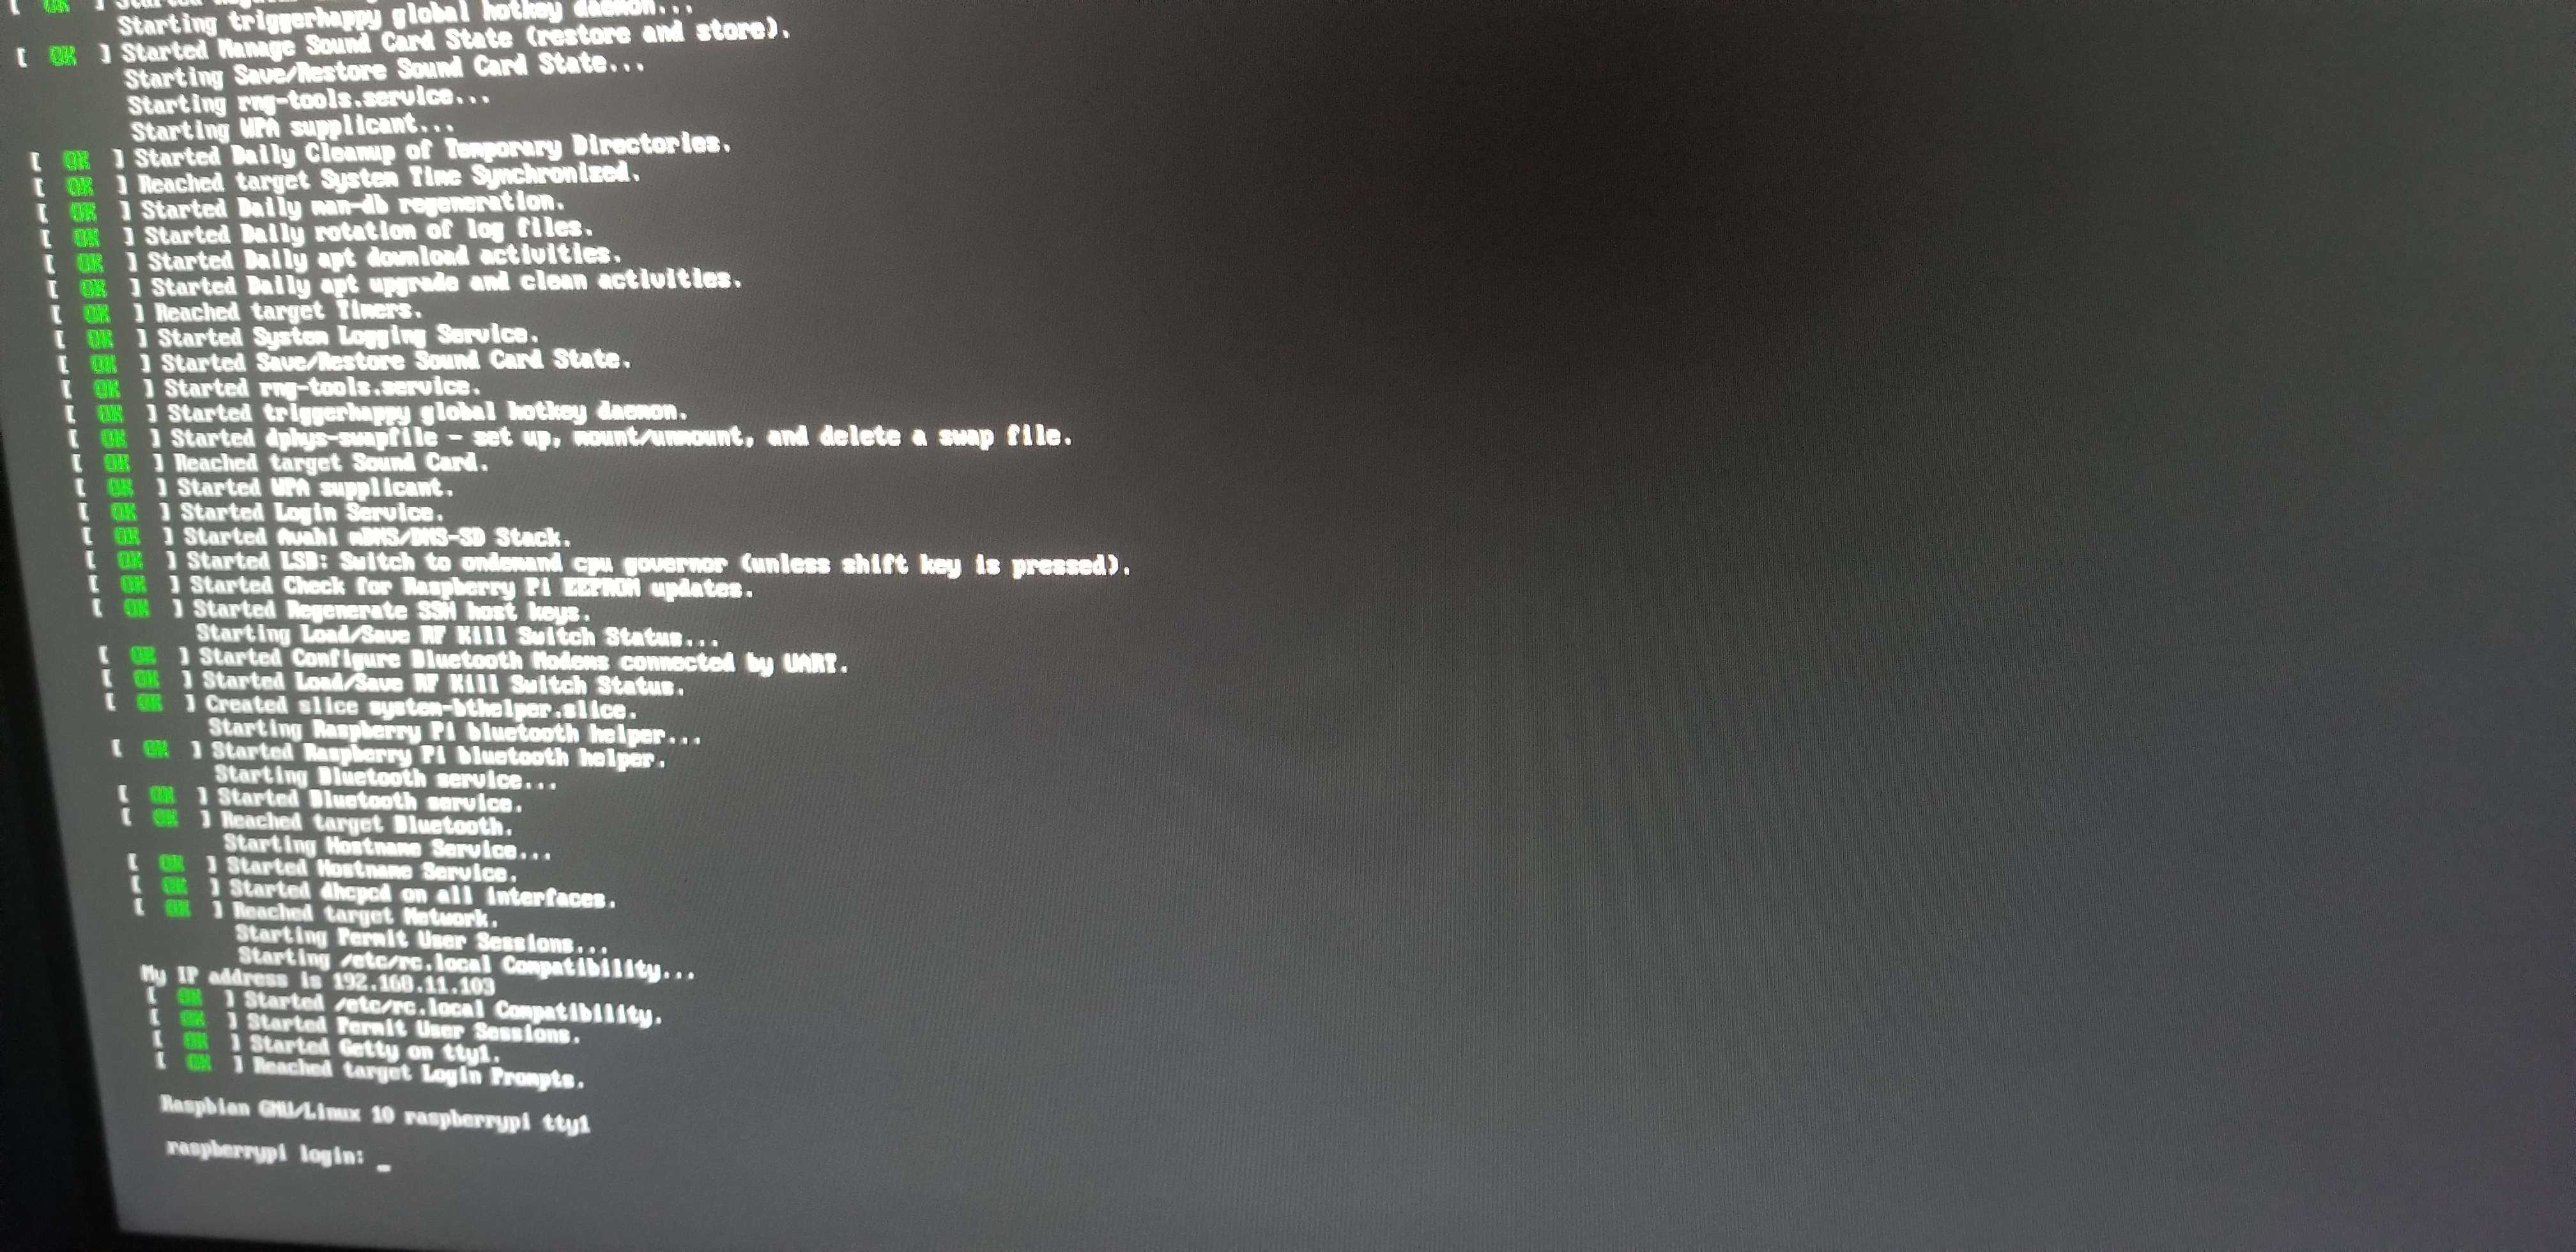 [ OK ] Started
Starting triggerhappy global hotkey daemon...
[ OK ] Started Manage Sound Card State (restore and store).
Starting Save/Restore Sound Card State...
Starting rng-tools.service...
Starting WPA supplicant...
[ OK ] Started Daily Cleanup of Temporary Directories.
[ OK ] Reached target System Time Synchronized.
[ OK ] Started Daily man-db regeneration.
[ OK ] Started Daily rotation of log files.
[ OK ] Started Daily apt download activities.
[ OK ] Started Daily apt upgrade and clean activities.
[ OK ] Reached target Timers.
[ OK ] Started System Logging Service.
[ OK ] Started Save/Restore Sound Card State.
[ OK ] Started rng-tools.service.
[ OK ] Started triggerhappy global hotkey daemon.
[ OK ] Started dphys-swapfile - set up, mount/unmount, and delete a swap file.
[ OK ] Reached target Sound Card.
[ OK ] Started WPA supplicant.
[ OK ] Started Login Service.
[ OK ] Started Avahi mDNS/DNS-SD Stack.
[ OK ] Started LSB: Switch to ondemand cpu governor (unless shift key is pressed).
[ OK ] Started Check for Raspberry Pi EEPROM updates.
[ OK ] Started Regenerate SSH host keys.
Starting Load/Save RF Kill Switch Status...
[ OK ] Started Configure Bluetooth Modems connected by UART.
[ OK ] Started Load/Save RF Kill Switch Status.
[ OK ] Created slice system-bthelper.slice.
Starting Raspberry Pi bluetooth helper...
[ OK ] Started Raspberry Pi bluetooth helper.
Starting Bluetooth service...
[ OK ] Started Bluetooth service.
[ OK ] Reached target Bluetooth.
Starting Hostname Service...
[ OK ] Started Hostname Service.
[ OK ] Started dhcpcd on all interfaces.
[ OK ] Reached target Network.
Starting Permit User Sessions...
Starting /etc/rc.local Compatibility...
My IP address is 192.168.11.103
[ OK ] Started /etc/rc.local Compatibility.
[ OK ] Started Permit User Sessions.
[ OK ] Started Getty on tty1.
[ OK ] Reached target Login Prompts.
Raspbian GNU/Linux 10 raspberrypi tty1
raspberrypi login: _